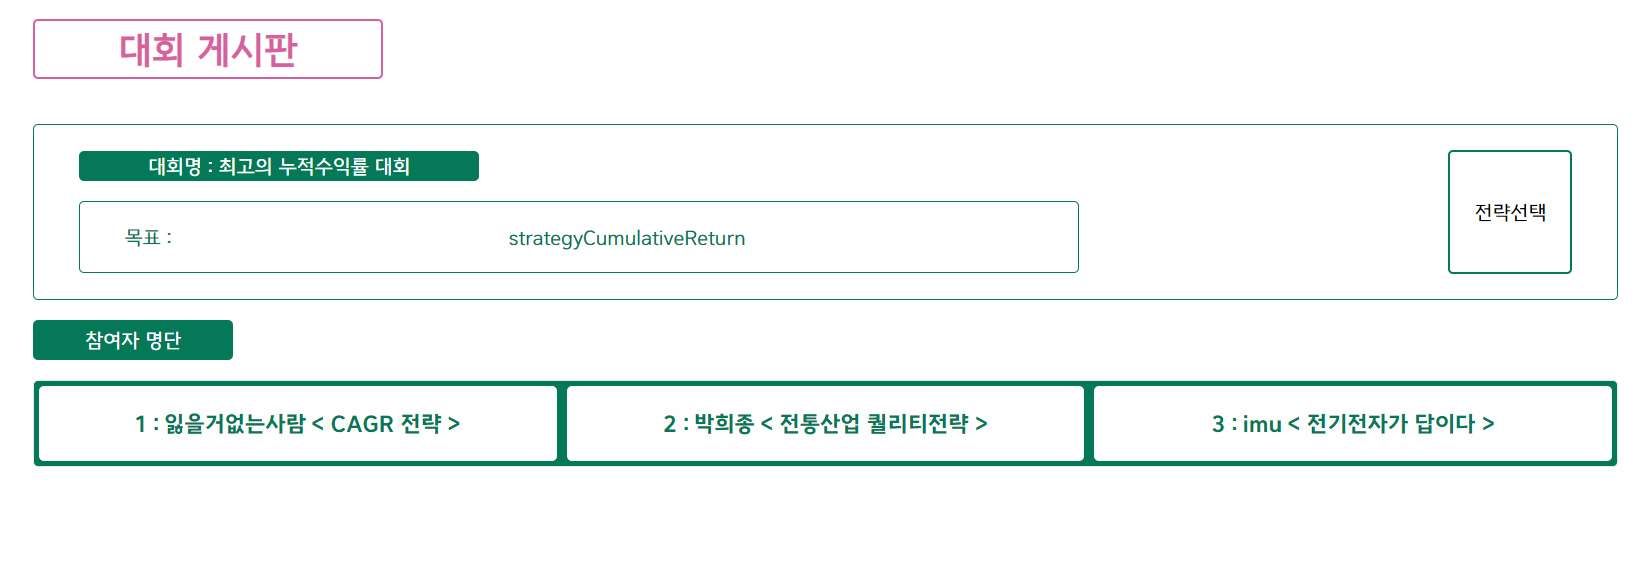 대회 게시판
대회명 : 최고의 누적수익률 대회
목표 : strategyCumulativeReturn
전략선택
참여자 명단
1 : 잃을거없는사람 < CAGR 전략 >
2 : 박희종 < 전통산업 퀄리티전략 >
3 : imu < 전기전자가 답이다 >